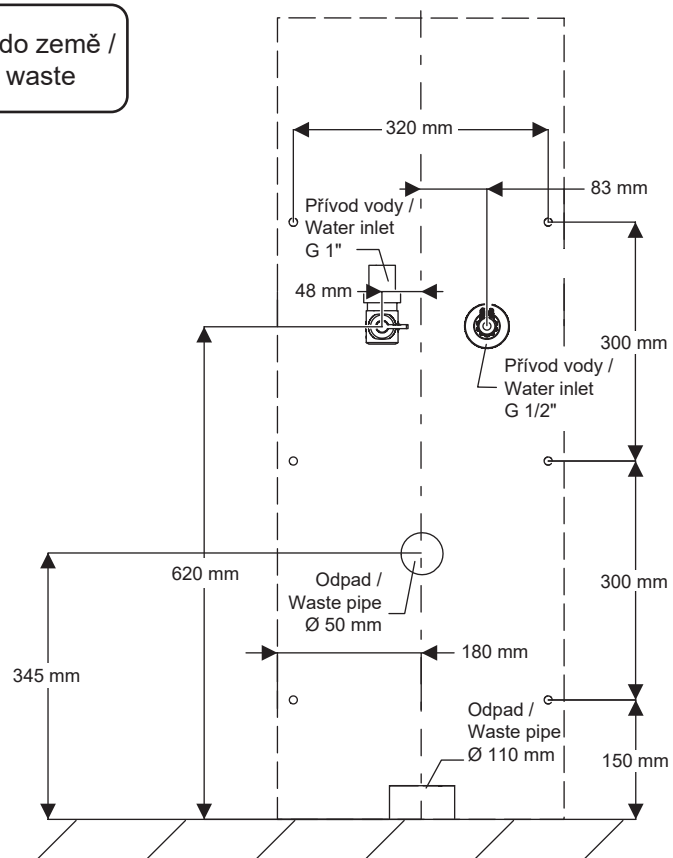 do země /
waste
320 mm
83 mm
Přívod vody /
Water inlet
G 1"
48 mm
300 mm
Přívod vody /
Water inlet
G 1/2"
620 mm
Odpad /
Waste pipe
Ø 50 mm
300 mm
180 mm
345 mm
Odpad /
Waste pipe
Ø 110 mm
150 mm